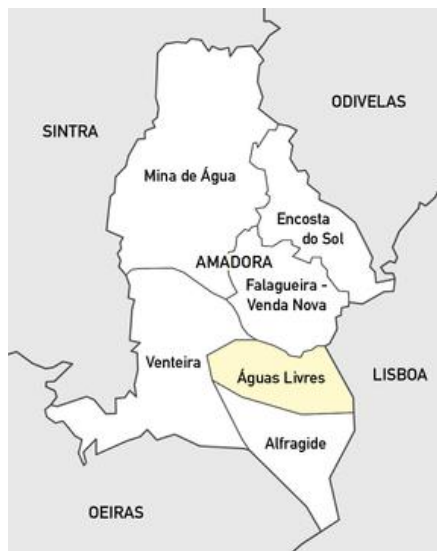 ODIVELAS
SINTRA
Mina de Água
Encosta
do Sol
AMADORA
Falagueira -
Venda Nova
Venteira
Águas Livres
LISBOA
Alfragide
OEIRAS